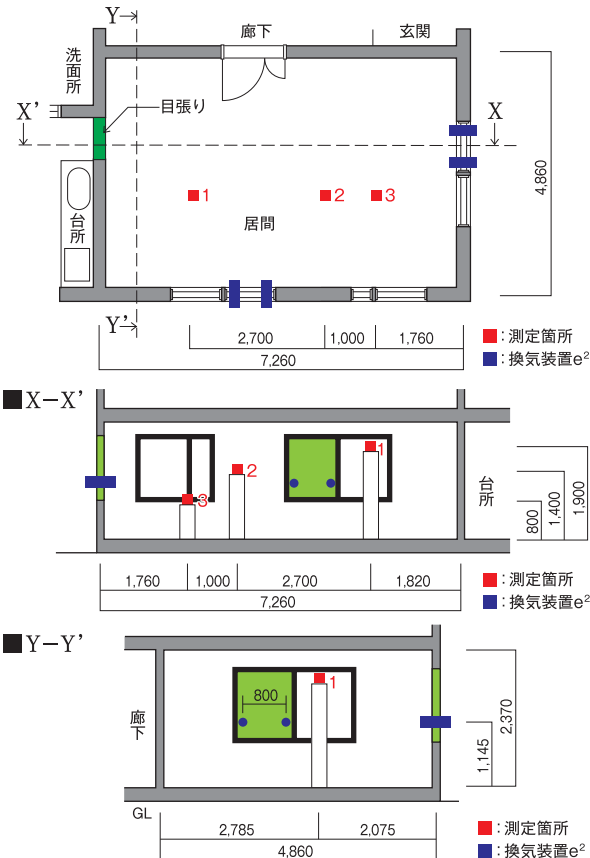 Y
廊下
玄関
洗面所
X'
目張り
X
1
2
3
4,860
台所
居間
Y'
2,700
1,000
1,760
7,260
■:測定箇所
■:換気装置e²
■X−X'
1
2
3
台所
800
1,400
1,900
1,760
1,000
2,700
1,820
7,260
■:測定箇所
■:換気装置e²
■Y−Y'
1
800
廊下
1,145
2,370
GL
2,785
2,075
4,860
■:測定箇所
■:換気装置e²